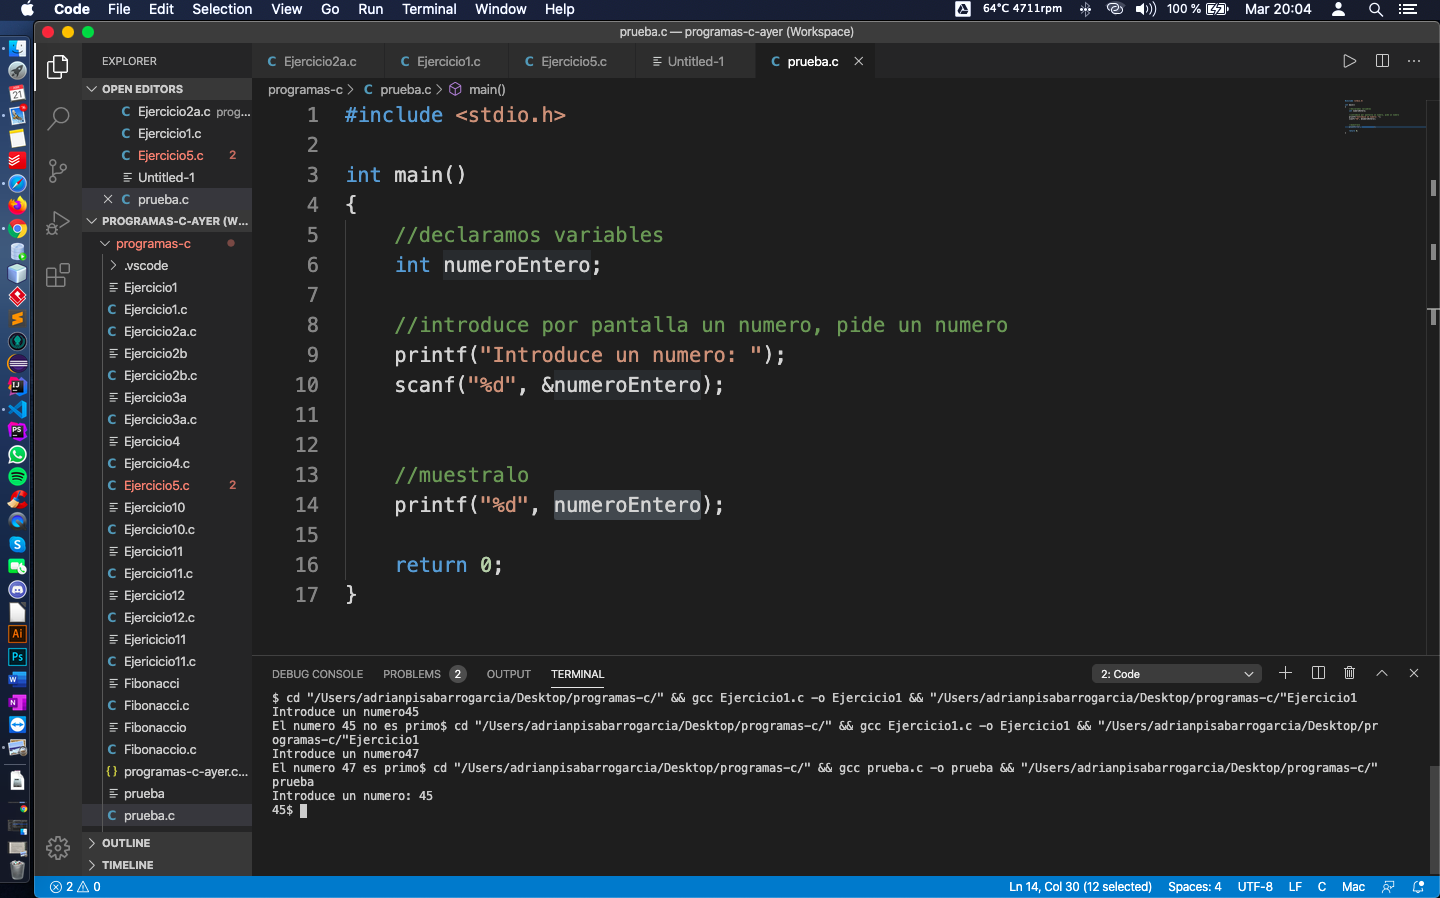 Code File Edit Selection View Go Run Terminal Window Help 64°C 4711rpm 100 % Mar 20:04
prueba.c — programas-c-ayer (Workspace)
EXPLORER
Ejercicio2a.c Ejercicio1.c Ejercicio5.c Untitled-1 prueba.c
OPEN EDITORS
Ejercicio2a.c prog...
Ejercicio1.c
Ejercicio5.c 2
Untitled-1
prueba.c
PROGRAMAS-C-AYER (W...
programas-c
.vscode
Ejercicio1
Ejercicio1.c
Ejercicio2a.c
Ejercicio2b
Ejercicio2b.c
Ejercicio3a
Ejercicio3a.c
Ejercicio4
Ejercicio4.c
Ejercicio5.c 2
Ejercicio10
Ejercicio10.c
Ejercicio11
Ejercicio11.c
Ejercicio12
Ejercicio12.c
Ejericicio11
Ejericicio11.c
Fibonacci
Fibonacci.c
Fibonaccio
Fibonaccio.c
programas-c-ayer.c...
prueba
prueba.c
OUTLINE
TIMELINE
programas-c > C prueba.c > main()
1 #include <stdio.h>
2
3 int main()
4 {
5 //declaramos variables
6 int numeroEntero;
7
8 //introduce por pantalla un numero, pide un numero
9 printf("Introduce un numero: ");
10 scanf("%d", &numeroEntero);
11
12
13 //muestralo
14 printf("%d", numeroEntero);
15
16 return 0;
17 }
DEBUG CONSOLE PROBLEMS 2 OUTPUT TERMINAL 2: Code
$ cd "/Users/adrianpisabarrogarcia/Desktop/programas-c/" && gcc Ejercicio1.c -o Ejercicio1 && "/Users/adrianpisabarrogarcia/Desktop/programas-c/"Ejercicio1
Introduce un numero45
El numero 45 no es primo$ cd "/Users/adrianpisabarrogarcia/Desktop/programas-c/" && gcc Ejercicio1.c -o Ejercicio1 && "/Users/adrianpisabarrogarcia/Desktop/pr
ogramas-c/"Ejercicio1
Introduce un numero47
El numero 47 es primo$ cd "/Users/adrianpisabarrogarcia/Desktop/programas-c/" && gcc prueba.c -o prueba && "/Users/adrianpisabarrogarcia/Desktop/programas-c/"
prueba
Introduce un numero: 45
45$
2 0 Ln 14, Col 30 (12 selected) Spaces: 4 UTF-8 LF C Mac